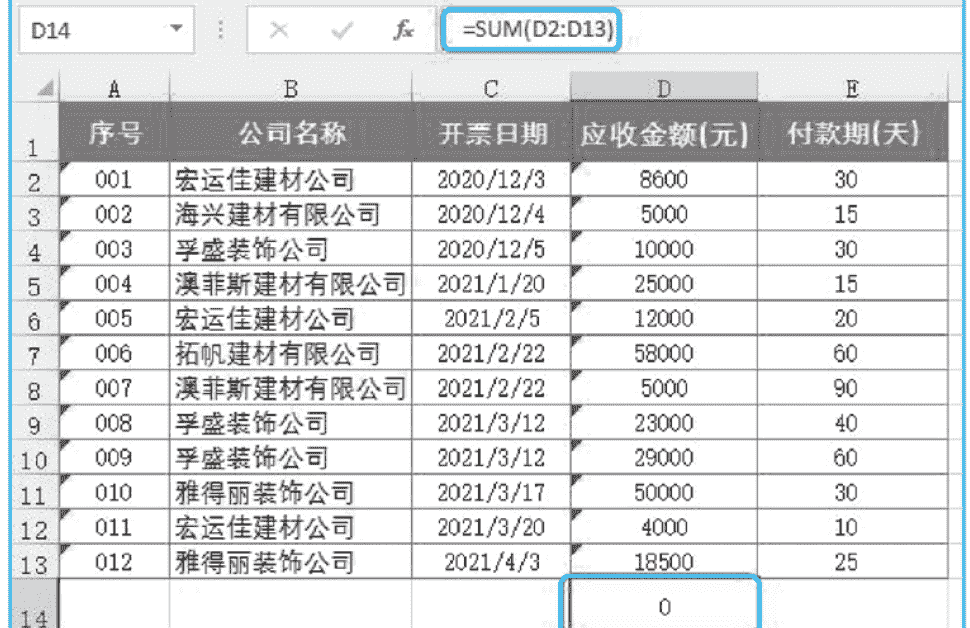 D14 fx =SUM(D2:D13)
A B C D E
1 序号 公司名称 开票日期 应收金额(元) 付款期(天)
2 001 宏运佳建材公司 2020/12/3 8600 30
3 002 海兴建材有限公司 2020/12/4 5000 15
4 003 孚盛装饰公司 2020/12/5 10000 30
5 004 澳菲斯建材有限公司 2021/1/20 25000 15
6 005 宏运佳建材公司 2021/2/5 12000 20
7 006 拓帆建材有限公司 2021/2/22 58000 60
8 007 澳菲斯建材有限公司 2021/2/22 5000 90
9 008 孚盛装饰公司 2021/3/12 23000 40
10 009 孚盛装饰公司 2021/3/12 29000 60
11 010 雅得丽装饰公司 2021/3/17 50000 30
12 011 宏运佳建材公司 2021/3/20 4000 10
13 012 雅得丽装饰公司 2021/4/3 18500 25
14 0